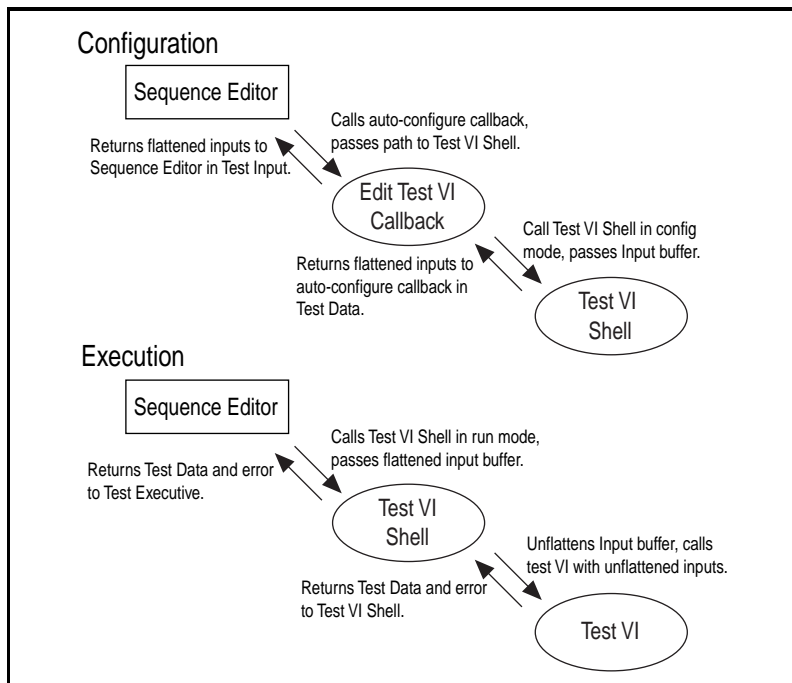 Configuration
Sequence Editor
Calls auto-configure callback,
passes path to Test VI Shell.
Returns flattened inputs to
Sequence Editor in Test Input.
Edit Test VI
Callback
Call Test VI Shell in config
mode, passes Input buffer.
Returns flattened inputs to
auto-configure callback in
Test Data.
Test VI
Shell
Execution
Sequence Editor
Calls Test VI Shell in run mode,
passes flattened input buffer.
Returns Test Data and error
to Test Executive.
Test VI
Shell
Unflattens Input buffer, calls
test VI with unflattened inputs.
Returns Test Data and error
to Test VI Shell.
Test VI